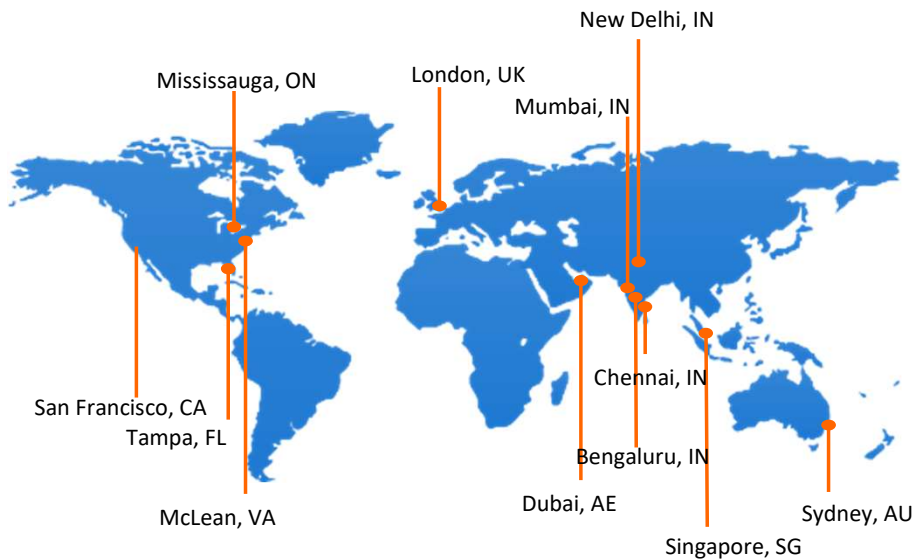 New Delhi, IN
Mississauga, ON
London, UK
Mumbai, IN
Chennai, IN
San Francisco, CA
Tampa, FL
Bengaluru, IN
Dubai, AE
McLean, VA
Sydney, AU
Singapore, SG